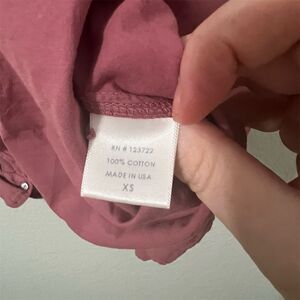 RN # 123722
100% COTTON
MADE IN USA
XS